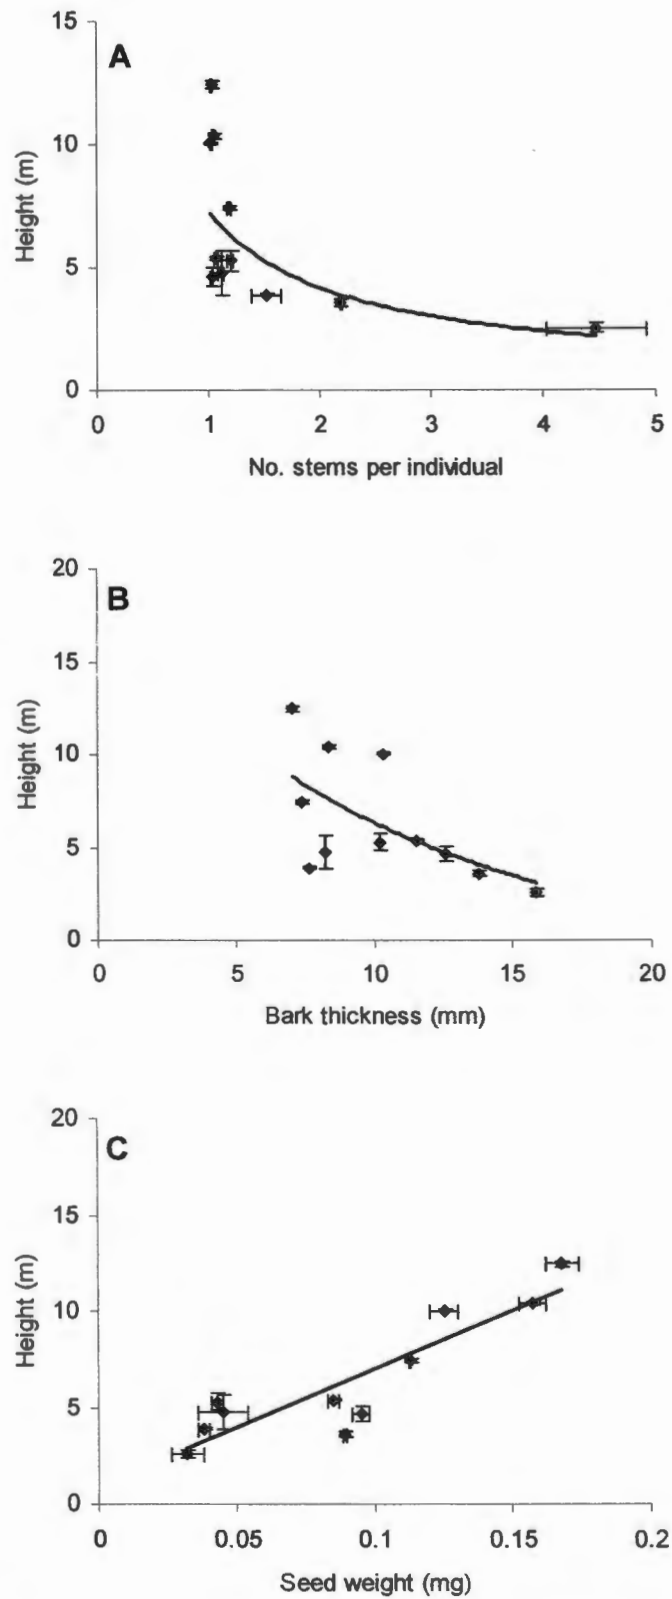 A
15
10
5
0
Height (m)
0 1 2 3 4 5
No. stems per individual
B
20
15
10
5
0
Height (m)
0 5 10 15 20
Bark thickness (mm)
C
20
15
10
5
0
Height (m)
0 0.05 0.1 0.15 0.2
Seed weight (mg)